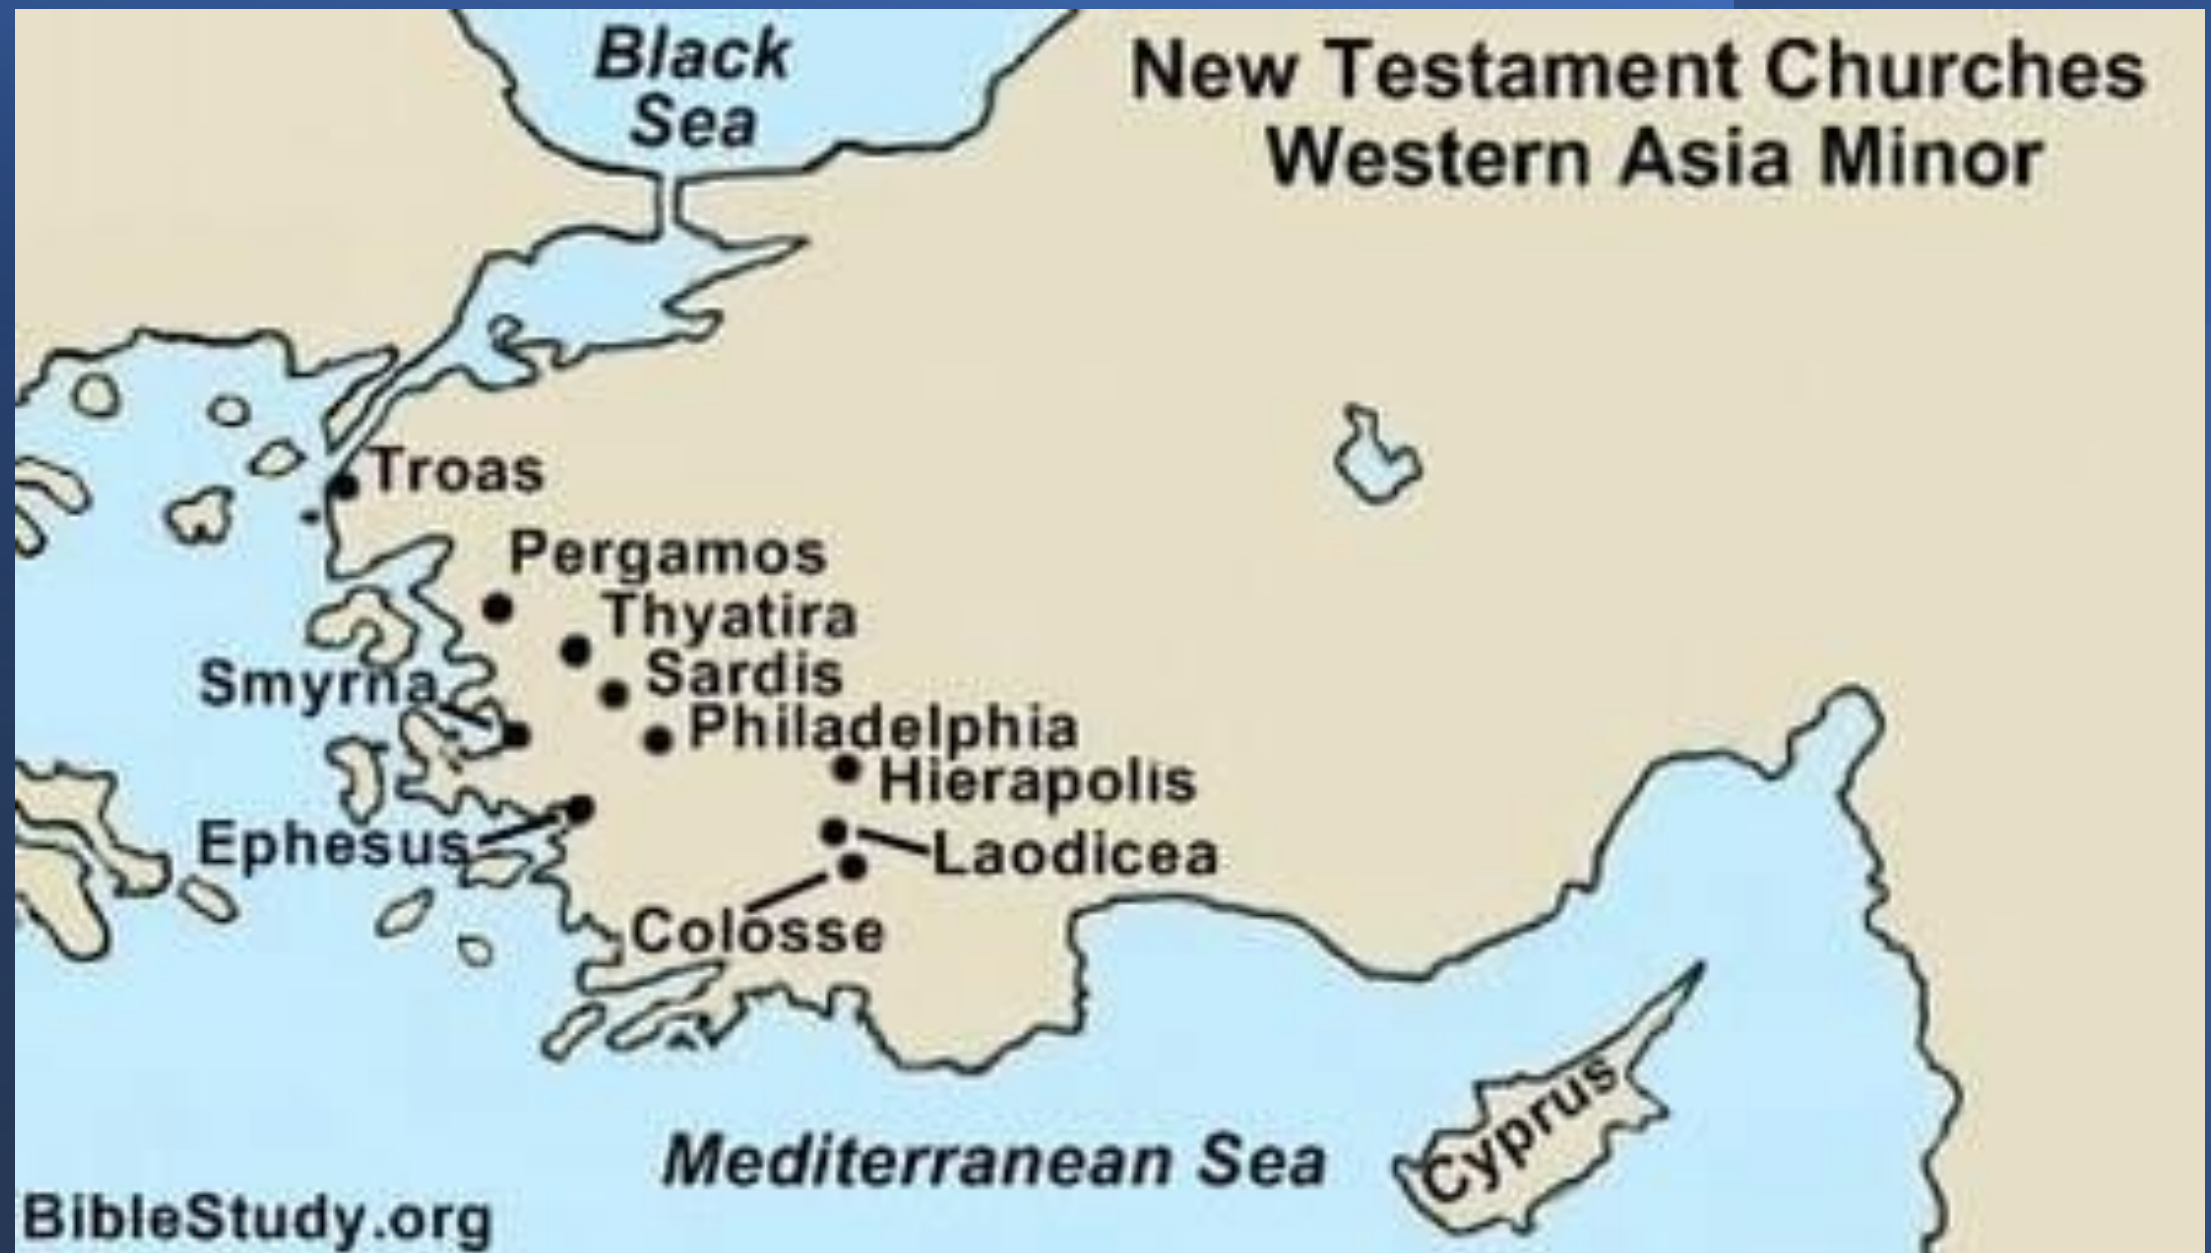 Black
Sea
New Testament Churches
Western Asia Minor
Troas
Pergamos
Thyatira
Smyrna
Sardis
Philadelphia
Hierapolis
Ephesus
Laodicea
Colosse
Cyprus
Mediterranean Sea
BibleStudy.org